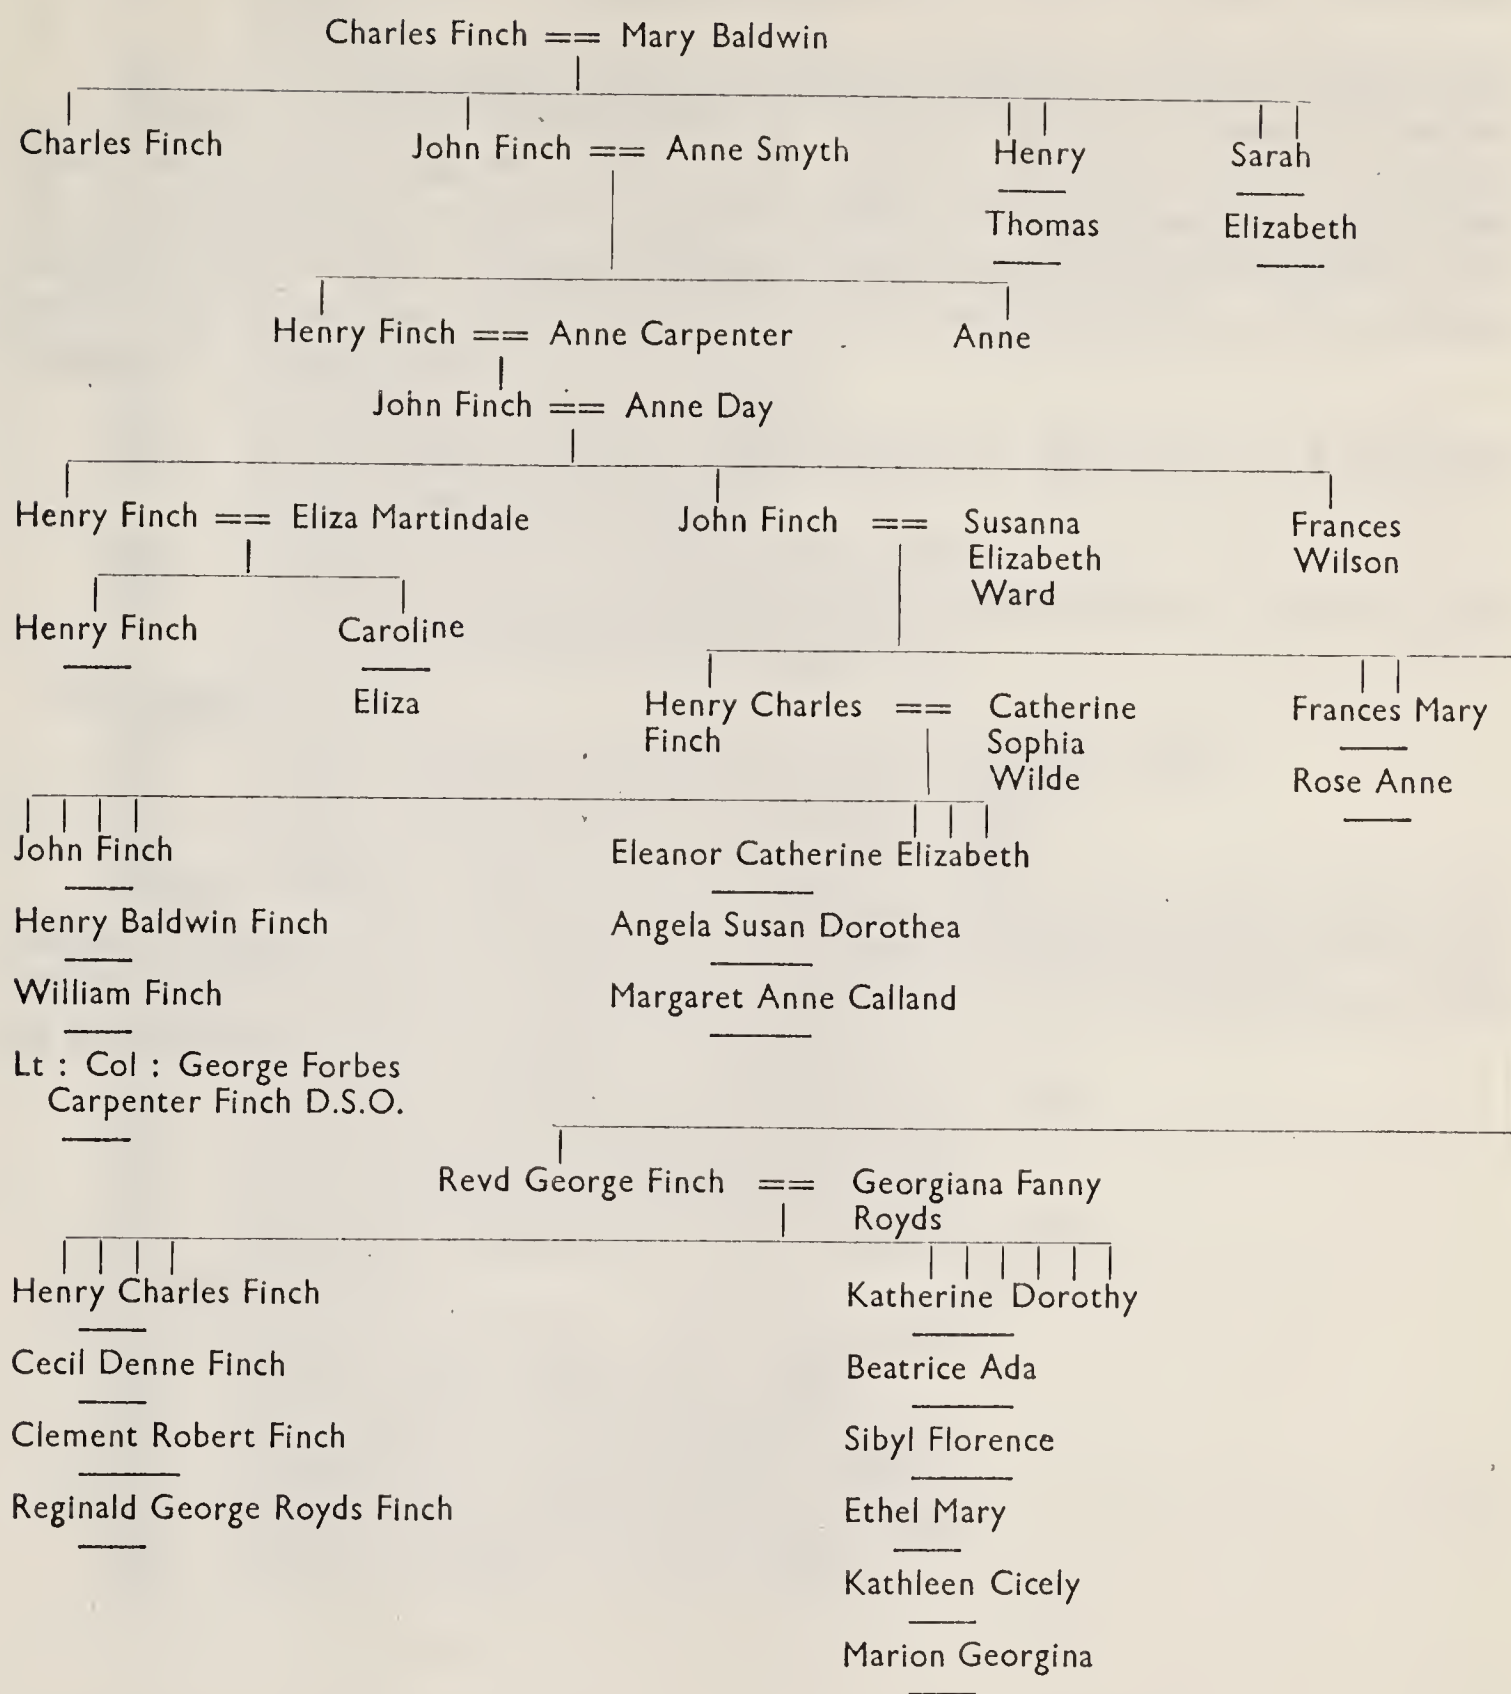 Charles Finch == Mary Baldwin
Charles Finch John Finch == Anne Smyth Henry Sarah
Thomas Elizabeth
Henry Finch == Anne Carpenter Anne
John Finch == Anne Day
Henry Finch == Eliza Martindale John Finch == Susanna Frances
Elizabeth Wilson
Ward
Henry Finch Caroline
Eliza Henry Charles == Catherine Frances Mary
Finch Sophia
Wilde Rose Anne
John Finch Eleanor Catherine Elizabeth
Henry Baldwin Finch Angela Susan Dorothea
William Finch Margaret Anne Calland
Lt : Col : George Forbes
Carpenter Finch D.S.O.
Revd George Finch == Georgiana Fanny
Royds
Henry Charles Finch Katherine Dorothy
Cecil Denne Finch Beatrice Ada
Clement Robert Finch Sibyl Florence
Reginald George Royds Finch Ethel Mary
Kathleen Cicely
Marion Georgina